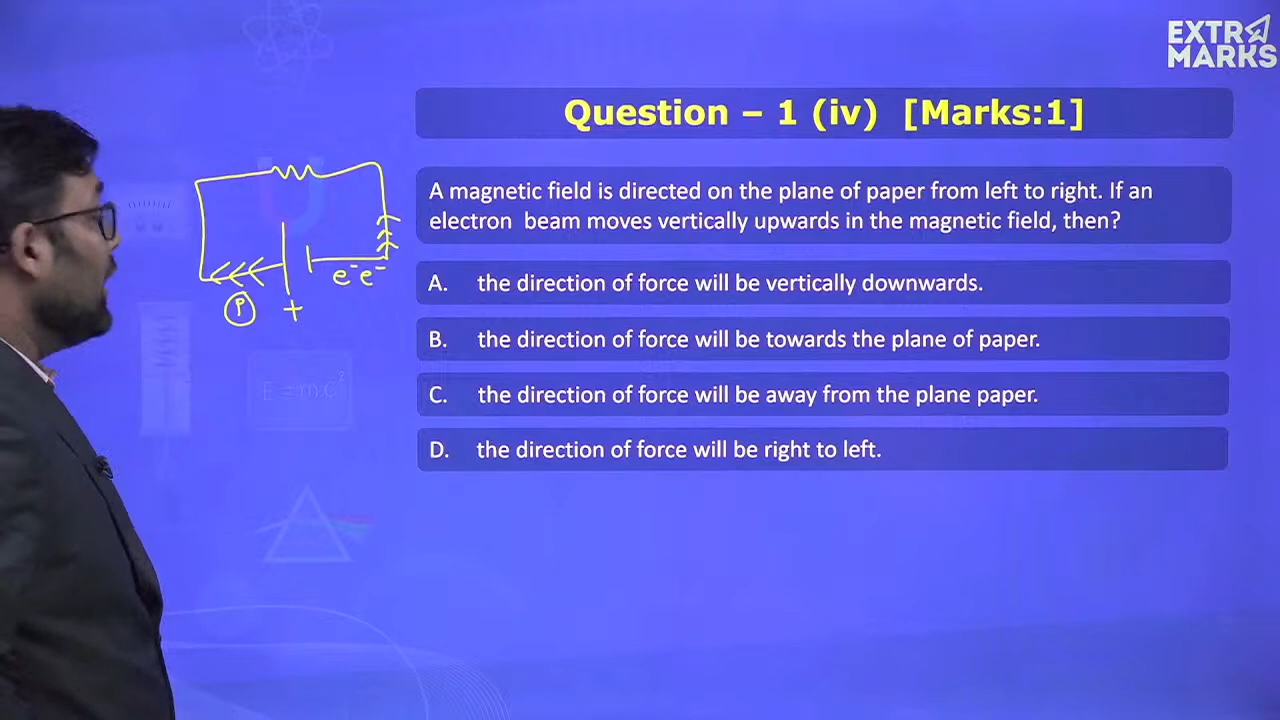 EXTRA
MARKS
Question – 1 (iv) [Marks:1]
A magnetic field is directed on the plane of paper from left to right. If an
electron beam moves vertically upwards in the magnetic field, then?
A. the direction of force will be vertically downwards.
B. the direction of force will be towards the plane of paper.
C. the direction of force will be away from the plane paper.
D. the direction of force will be right to left.
e⁻ e⁻
P +
E = mc²